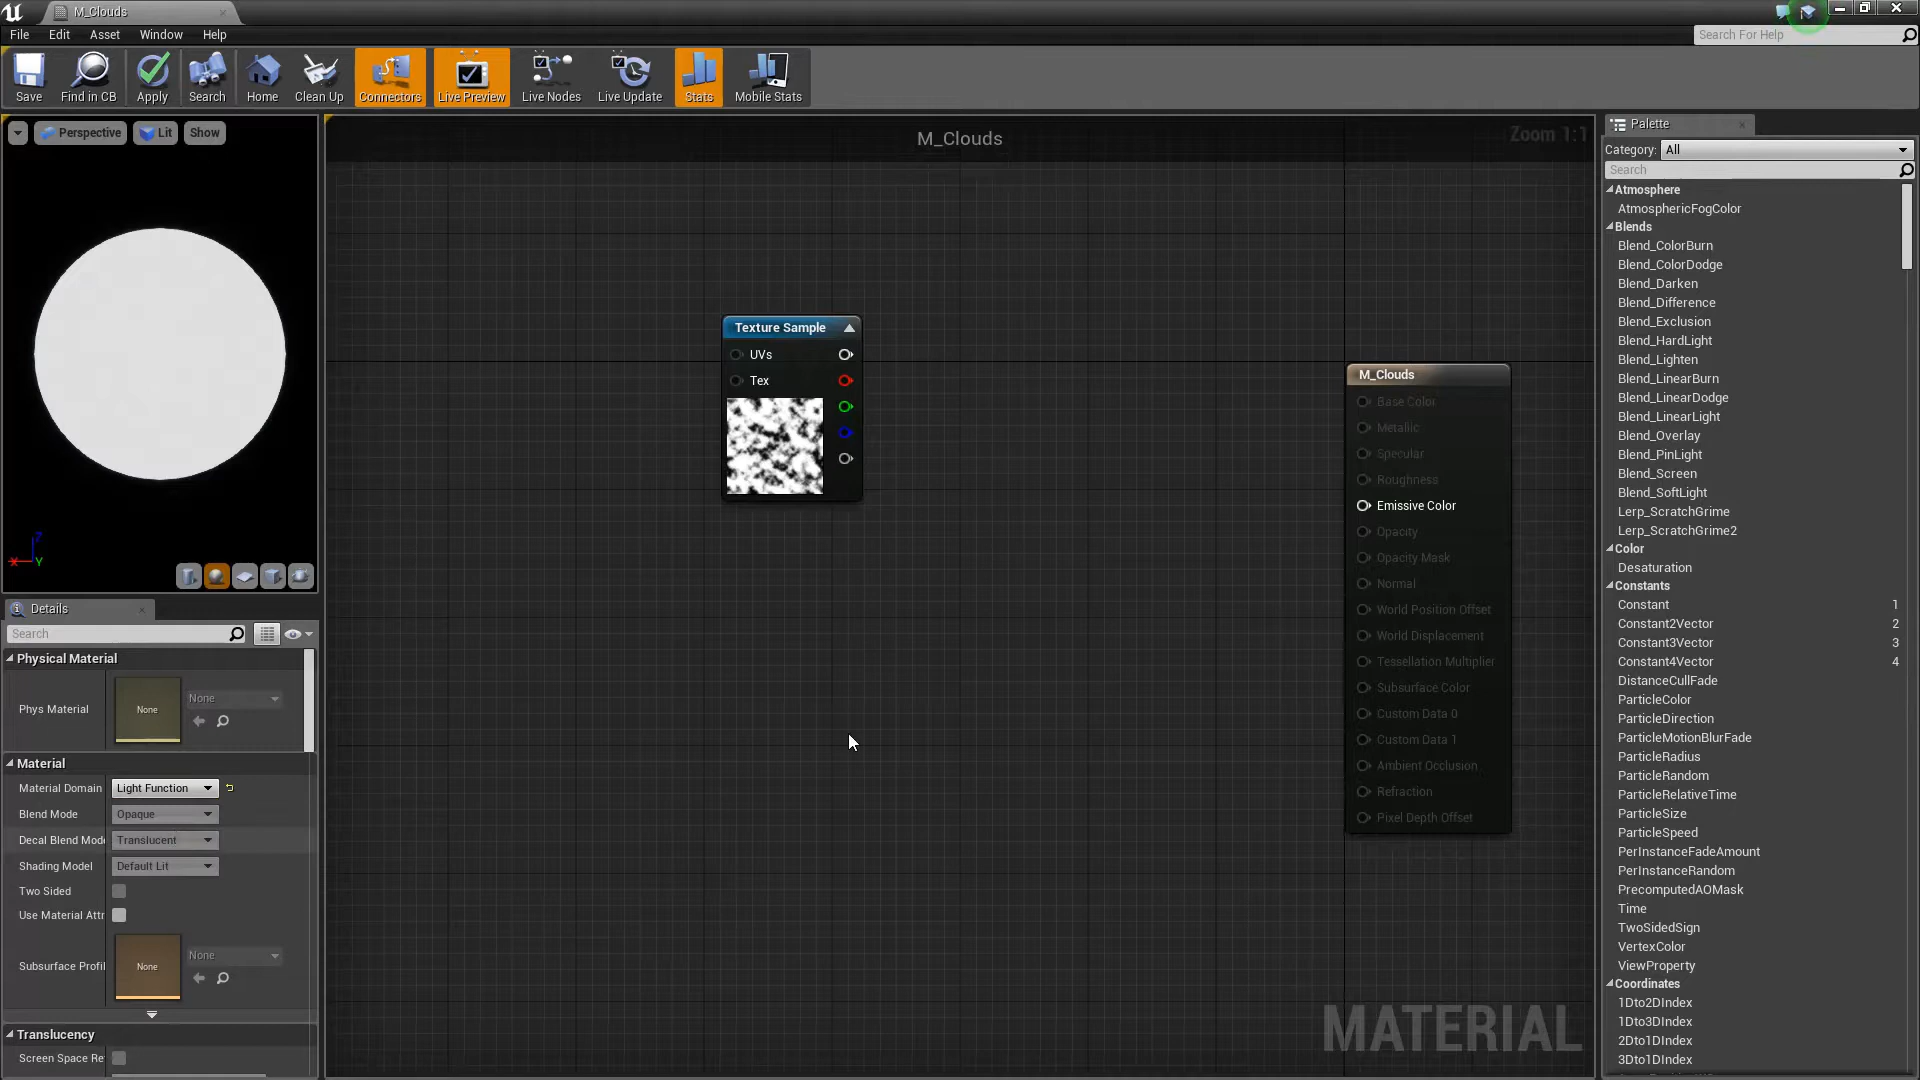 M_Clouds
File Edit Asset Window Help
Search For Help
Save Find in CB Apply Search Home Clean Up Connectors Live Preview Live Nodes Live Update Stats Mobile Stats
Perspective Lit Show
M_Clouds
Zoom 1:1
Z
X Y
Texture Sample
UVs
Tex
M_Clouds
Base Color
Metallic
Specular
Roughness
Emissive Color
Opacity
Opacity Mask
Normal
World Position Offset
World Displacement
Tessellation Multiplier
Subsurface Color
Custom Data 0
Custom Data 1
Ambient Occlusion
Refraction
Pixel Depth Offset
MATERIAL
Details
Search
Physical Material
Phys Material None None
Material
Material Domain Light Function
Blend Mode Opaque
Decal Blend Mod Translucent
Shading Model Default Lit
Two Sided
Use Material Attr
Subsurface Profil None None
Translucency
Screen Space Re
Palette
Category: All
Search
Atmosphere
AtmosphericFogColor
Blends
Blend_ColorBurn
Blend_ColorDodge
Blend_Darken
Blend_Difference
Blend_Exclusion
Blend_HardLight
Blend_Lighten
Blend_LinearBurn
Blend_LinearDodge
Blend_LinearLight
Blend_Overlay
Blend_PinLight
Blend_Screen
Blend_SoftLight
Lerp_ScratchGrime
Lerp_ScratchGrime2
Color
Desaturation
Constants
Constant 1
Constant2Vector 2
Constant3Vector 3
Constant4Vector 4
DistanceCullFade
ParticleColor
ParticleDirection
ParticleMotionBlurFade
ParticleRadius
ParticleRandom
ParticleRelativeTime
ParticleSize
ParticleSpeed
PerInstanceFadeAmount
PerInstanceRandom
PrecomputedAOMask
Time
TwoSidedSign
VertexColor
ViewProperty
Coordinates
1Dto2DIndex
1Dto3DIndex
2Dto1DIndex
3Dto1DIndex